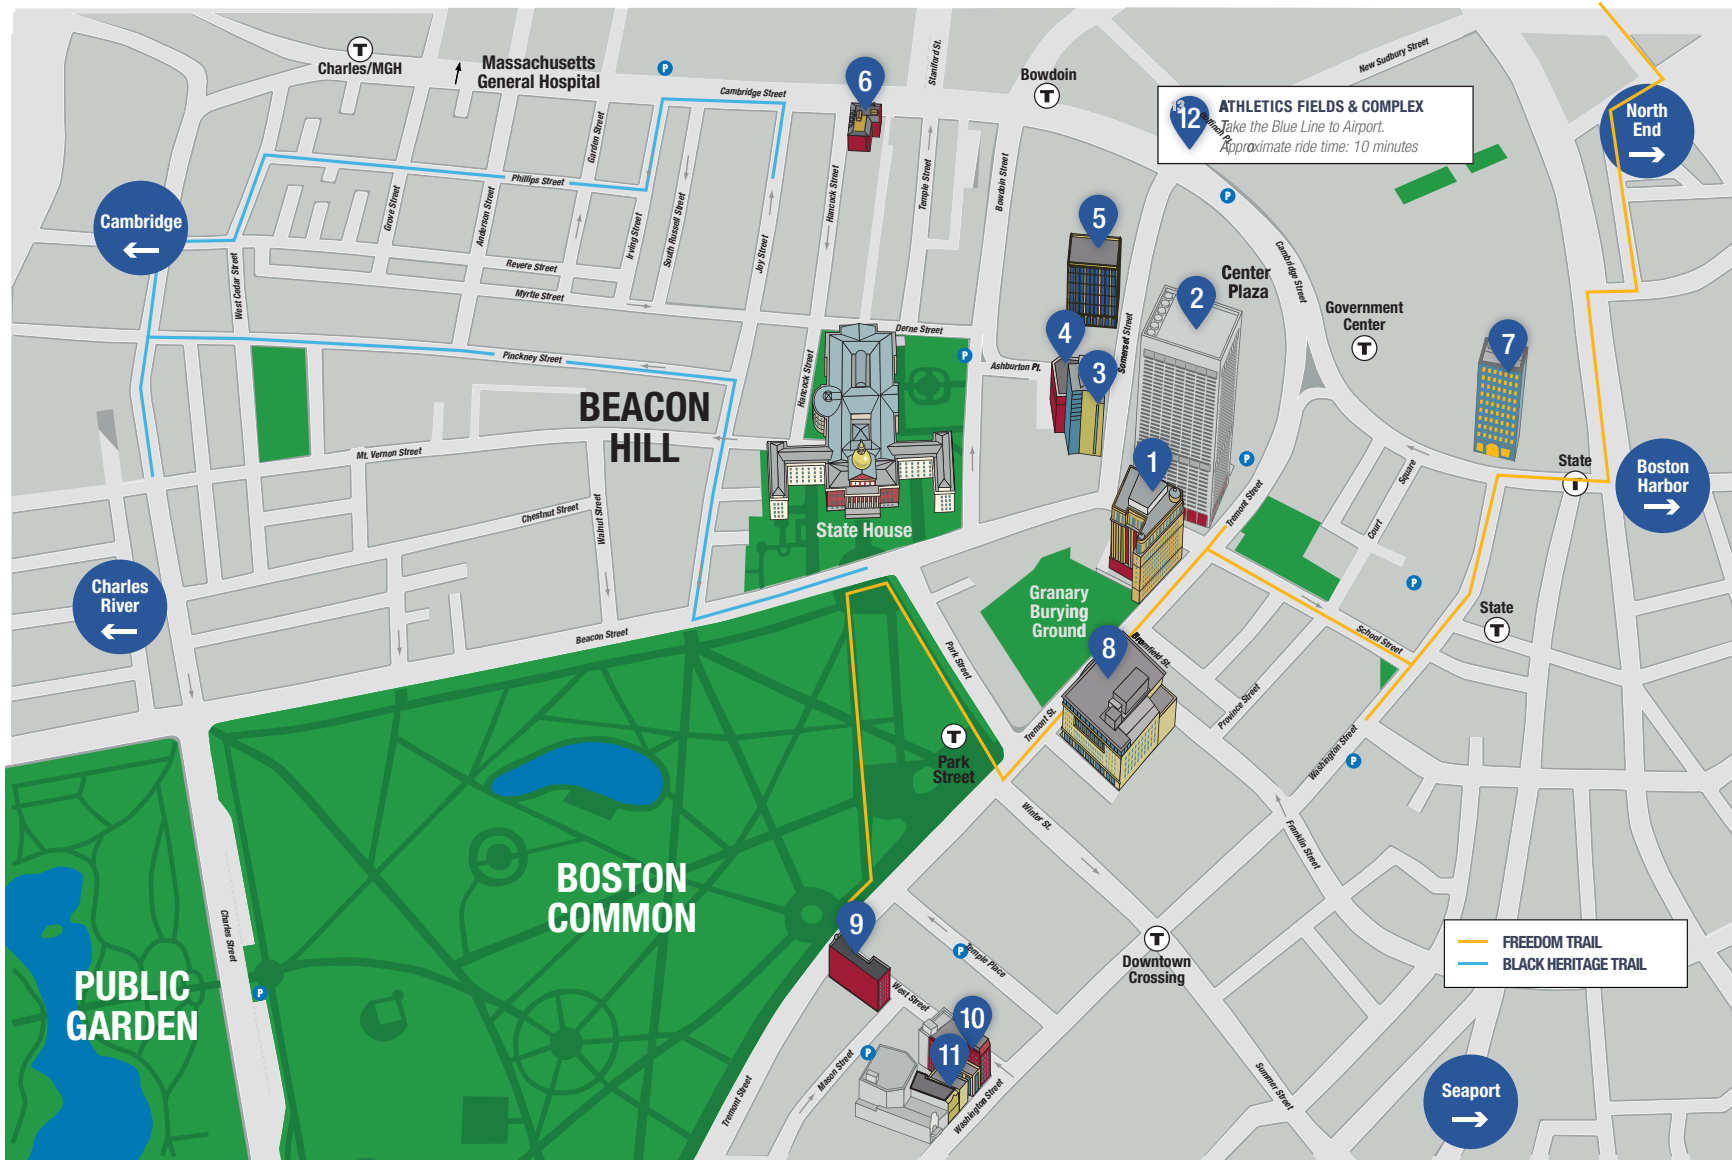 T
Charles/MGH
Massachusetts
General Hospital
P
Cambridge Street
6
Staniford St.
Bowdoin
T
New Sudbury Street
13
12
ATHLETICS FIELDS & COMPLEX
Take the Blue Line to Airport.
Approximate ride time: 10 minutes
North
End
Garden Street
Phillips Street
Grove Street
Anderson Street
Irving Street
South Russell Street
Joy Street
Hancock Street
Temple Street
Bowdoin Street
P
Cambridge
West Cedar Street
Revere Street
Myrtle Street
5
Cambridge Street
Center
Plaza
2
Government
Center
T
Somerset Street
4
3
7
Derne Street
P
Ashburton Pl.
Pinckney Street
Hancock Street
BEACON
HILL
Mt. Vernon Street
1
P
Square
Court
State
T
Boston
Harbor
Tremont Street
Chestnut Street
Walnut Street
State House
Charles
River
Granary
Burying
Ground
P
State
T
School Street
Beacon Street
Park Street
8
Bromfield St.
Province Street
Tremont St.
Washington Street
P
T
Park
Street
Winter St.
Franklin Street
BOSTON
COMMON
9
Charles Street
P
Temple Place
T
Downtown
Crossing
FREEDOM TRAIL
BLACK HERITAGE TRAIL
PUBLIC
GARDEN
P
West Street
10
11
P
Mason Street
Tremont Street
Washington Street
Summer Street
Seaport